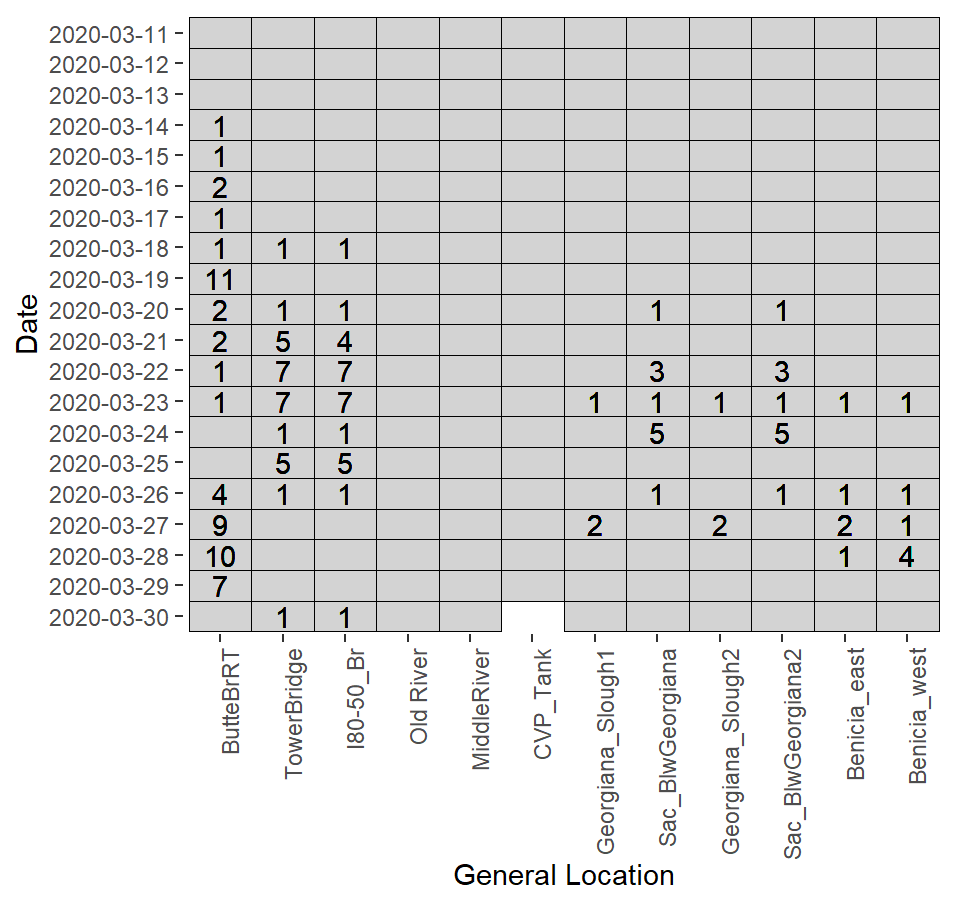 2020-03-11
2020-03-12
2020-03-13
2020-03-14 1
2020-03-15 1
2020-03-16 2
2020-03-17 1
2020-03-18 1 1 1
2020-03-19 11
2020-03-20 2 1 1 1 1
2020-03-21 2 5 4
2020-03-22 1 7 7 3 3
2020-03-23 1 7 7 1 1 1 1 1 1
2020-03-24 1 1 5 5
2020-03-25 5 5
2020-03-26 4 1 1 1 1 1 1
2020-03-27 9 2 2 2 1
2020-03-28 10 1 4
2020-03-29 7
2020-03-30 1 1
Date
ButteBrRT
TowerBridge
I80-50_Br
Old River
MiddleRiver
CVP_Tank
Georgiana_Slough1
Sac_BlwGeorgiana
Georgiana_Slough2
Sac_BlwGeorgiana2
Benicia_east
Benicia_west
General Location